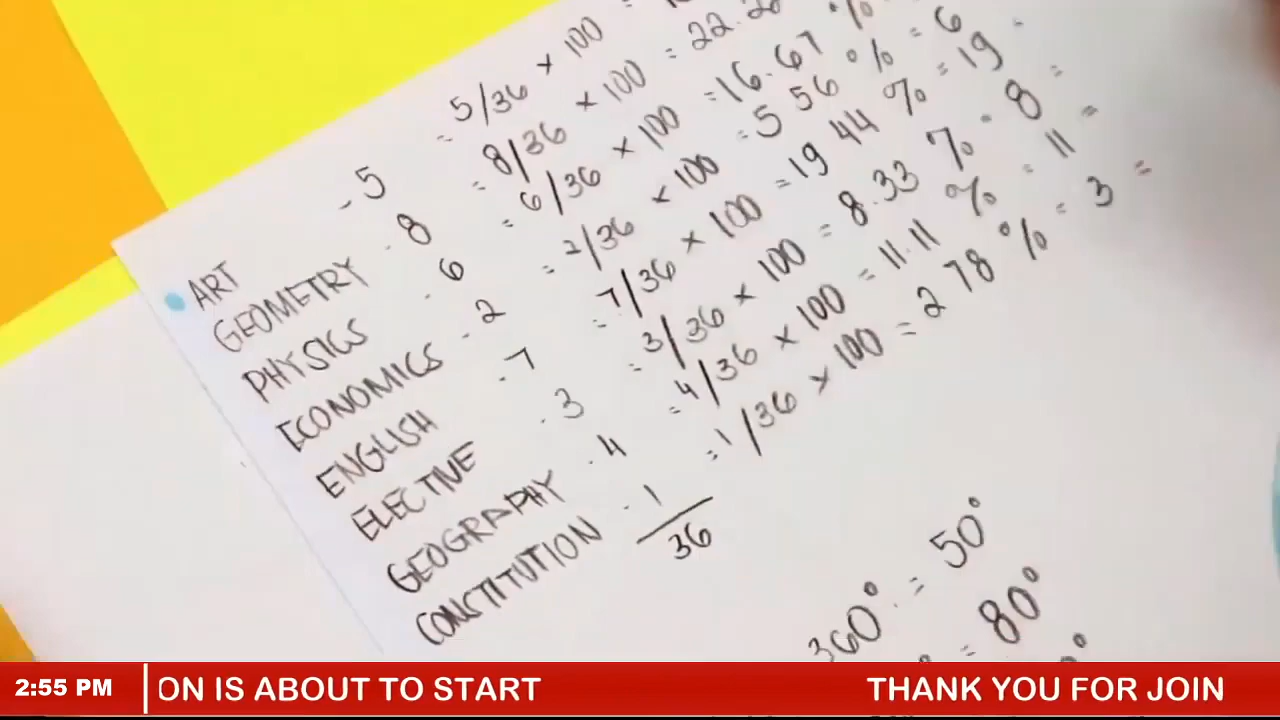 ART - 5 = 5/36 × 100 =
GEOMETRY - 8 = 8/36 × 100 = 22.2
PHYSICS - 6 = 6/36 × 100 = 16.67 %
ECONOMICS - 2 = 2/36 × 100 = 5 56 % = 6
ENGLISH - 7 = 7/36 × 100 = 19 44 % = 19
ELECTIVE - 3 = 3/36 × 100 = 8.33 % = 8 =
GEOGRAPHY - 4 = 4/36 × 100 = 11.11 % = 11 =
CONSTITUTION - 1 = 1/36 × 100 = 2 78 % = 3 =
36
360° = 50°
= 80°
2:55 PM ON IS ABOUT TO START THANK YOU FOR JOIN